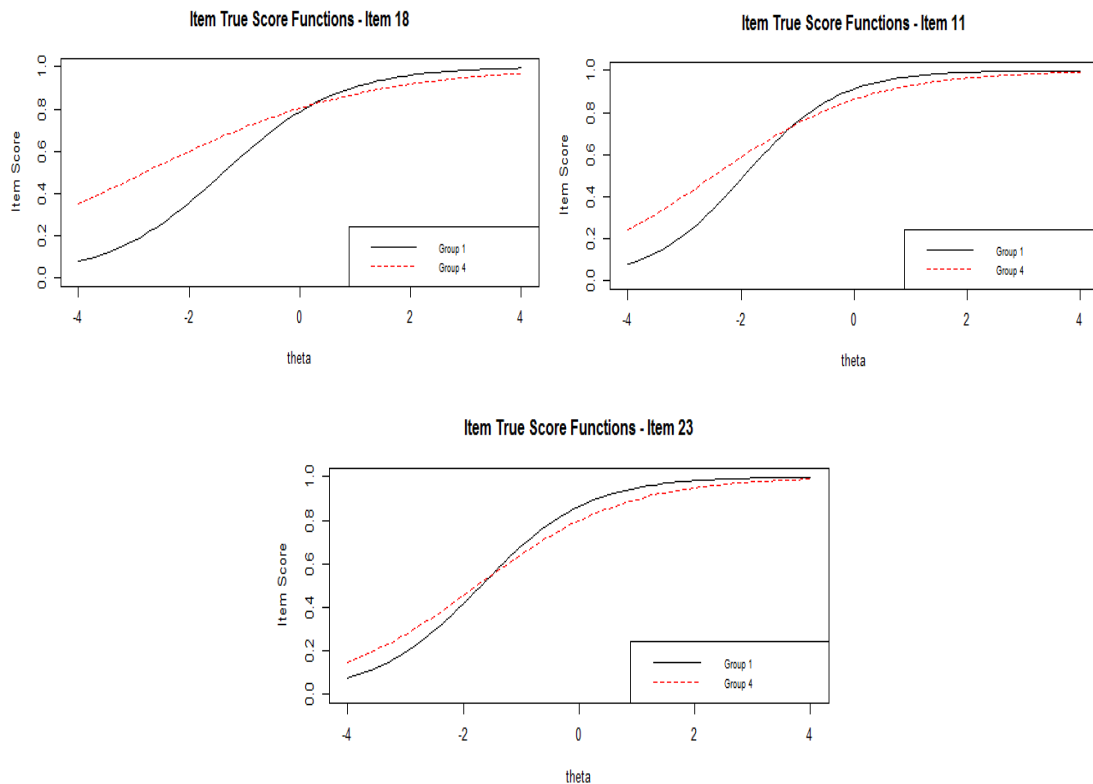 Item True Score Functions - Item 18
Item Score
0.0 0.2 0.4 0.6 0.8 1.0
-4 -2 0 2 4
theta
Group 1
Group 4
Item True Score Functions - Item 11
Item Score
0.0 0.2 0.4 0.6 0.8 1.0
-4 -2 0 2 4
theta
Group 1
Group 4
Item True Score Functions - Item 23
Item Score
0.0 0.2 0.4 0.6 0.8 1.0
-4 -2 0 2 4
theta
Group 1
Group 4